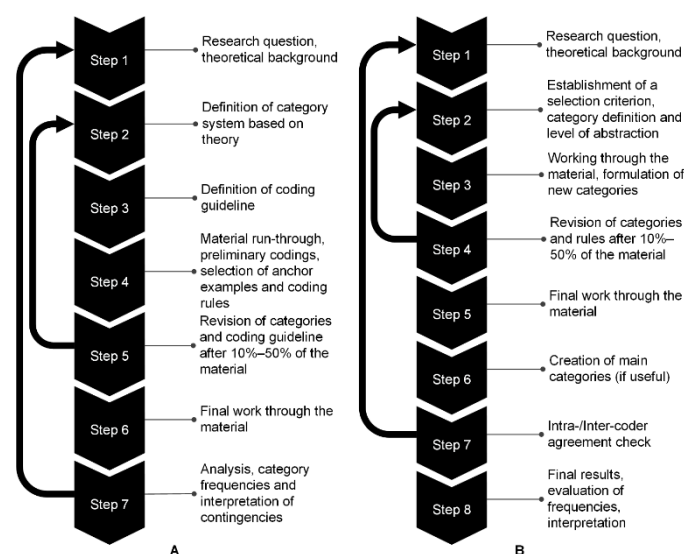 Step 1
Research question,
theoretical background
Step 2
Definition of category
system based on
theory
Step 3
Definition of coding
guideline
Step 4
Material run-through,
preliminary codings,
selection of anchor
examples and coding
rules
Step 5
Revision of categories
and coding guideline
after 10%–50% of the
material
Step 6
Final work through the
material
Step 7
Analysis, category
frequencies and
interpretation of
contingencies
A
Step 1
Research question,
theoretical background
Step 2
Establishment of a
selection criterion,
category definition and
level of abstraction
Step 3
Working through the
material, formulation of
new categories
Step 4
Revision of categories
and rules after 10%–
50% of the material
Step 5
Final work through the
material
Step 6
Creation of main
categories (if useful)
Step 7
Intra-/Inter-coder
agreement check
Step 8
Final results,
evaluation of
frequencies,
interpretation
B